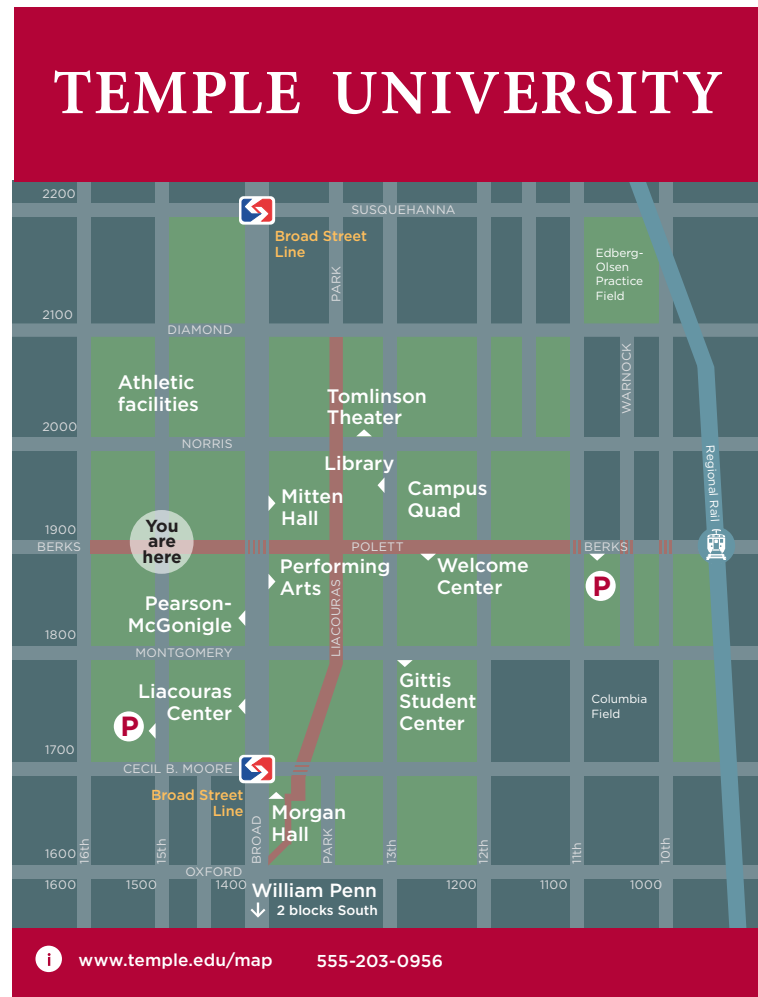 TEMPLE UNIVERSITY
2200
SUSQUEHANNA
Broad Street
Line
PARK
Edberg-
Olsen
Practice
Field
2100
DIAMOND
WARNOCK
Athletic
facilities
Tomlinson
Theater
2000
NORRIS
Library
Mitten
Hall
Campus
Quad
Regional Rail
You
are
here
1900
BERKS
POLETT
BERKS
Performing
Arts
Welcome
Center
P
LIACOURAS
Pearson-
McGonigle
1800
MONTGOMERY
Gittis
Student
Center
Liacouras
Center
P
Columbia
Field
1700
CECIL B. MOORE
Broad Street
Line
Morgan
Hall
1600
16th
15th
BROAD
PARK
13th
12th
11th
10th
OXFORD
1600
1500
1400
1200
1100
1000
William Penn
2 blocks South
i
www.temple.edu/map
555-203-0956